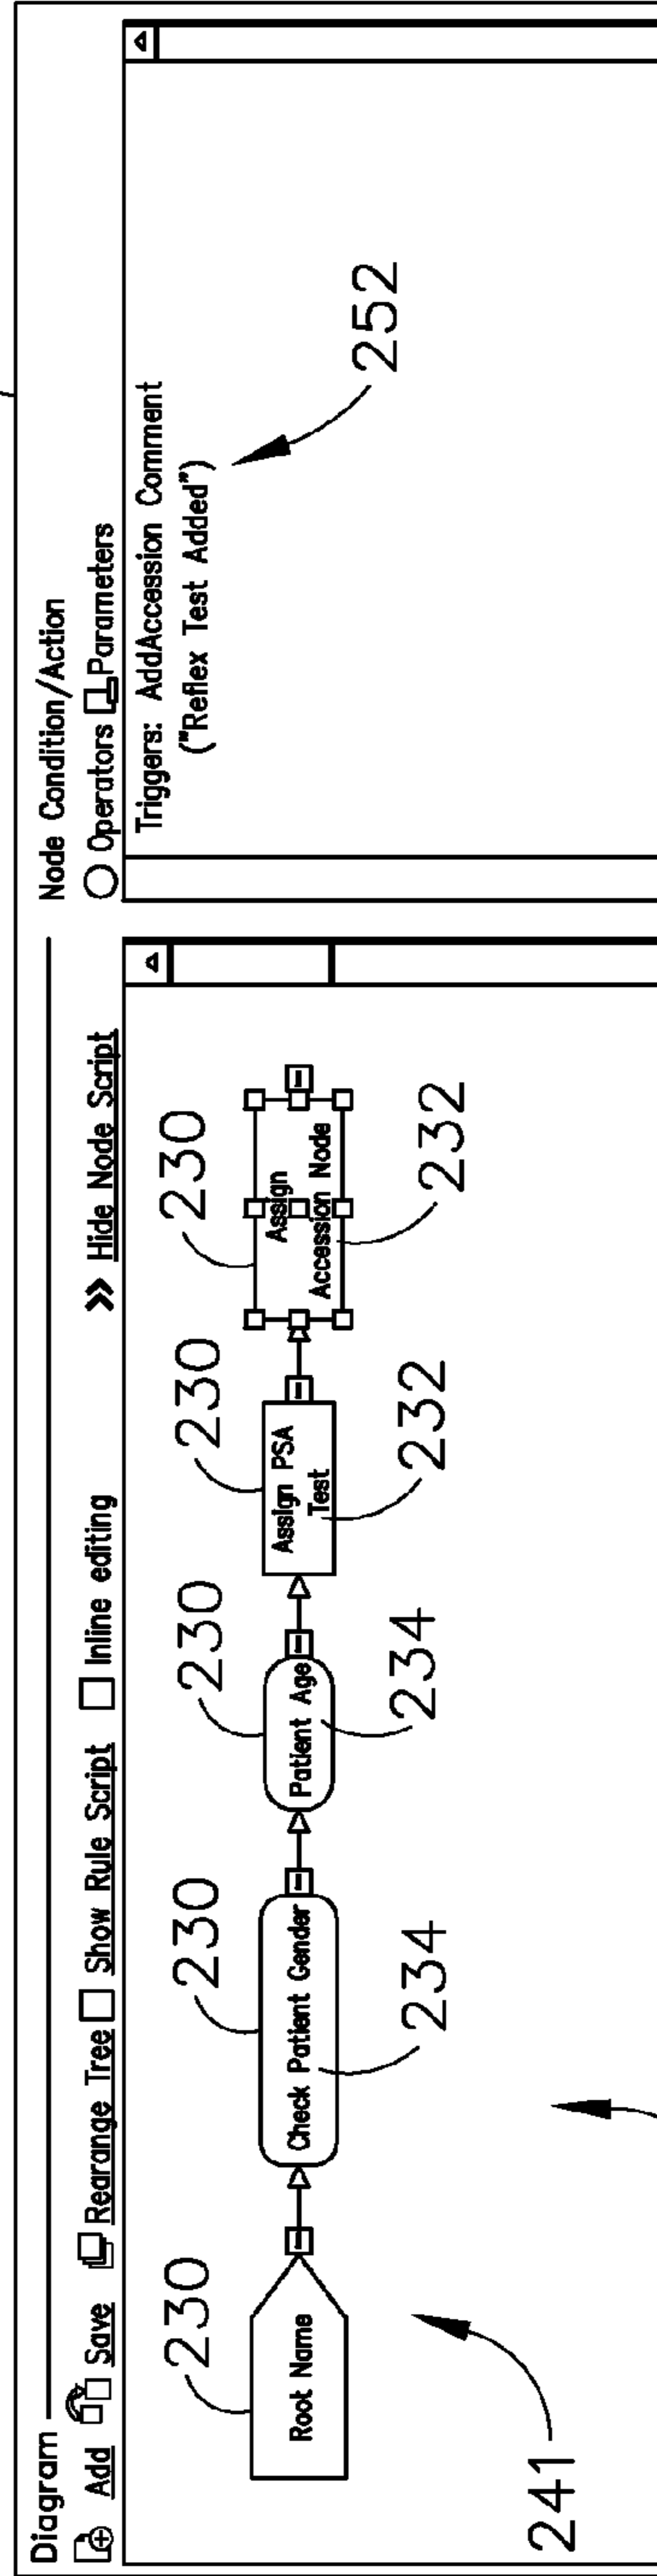 Diagram
Add Save Rearange Tree Show Rule Script Inline editing Hide Node Script
Node Condition/Action
Operators Parameters
Triggers: AddAccession Comment
("Reflex Test Added")
252
230 230 230 230 230
Root Name
Check Patient Gender
Patient Age
Assign PSA
Test
Assign
Accession Node
234 234 232 232
241